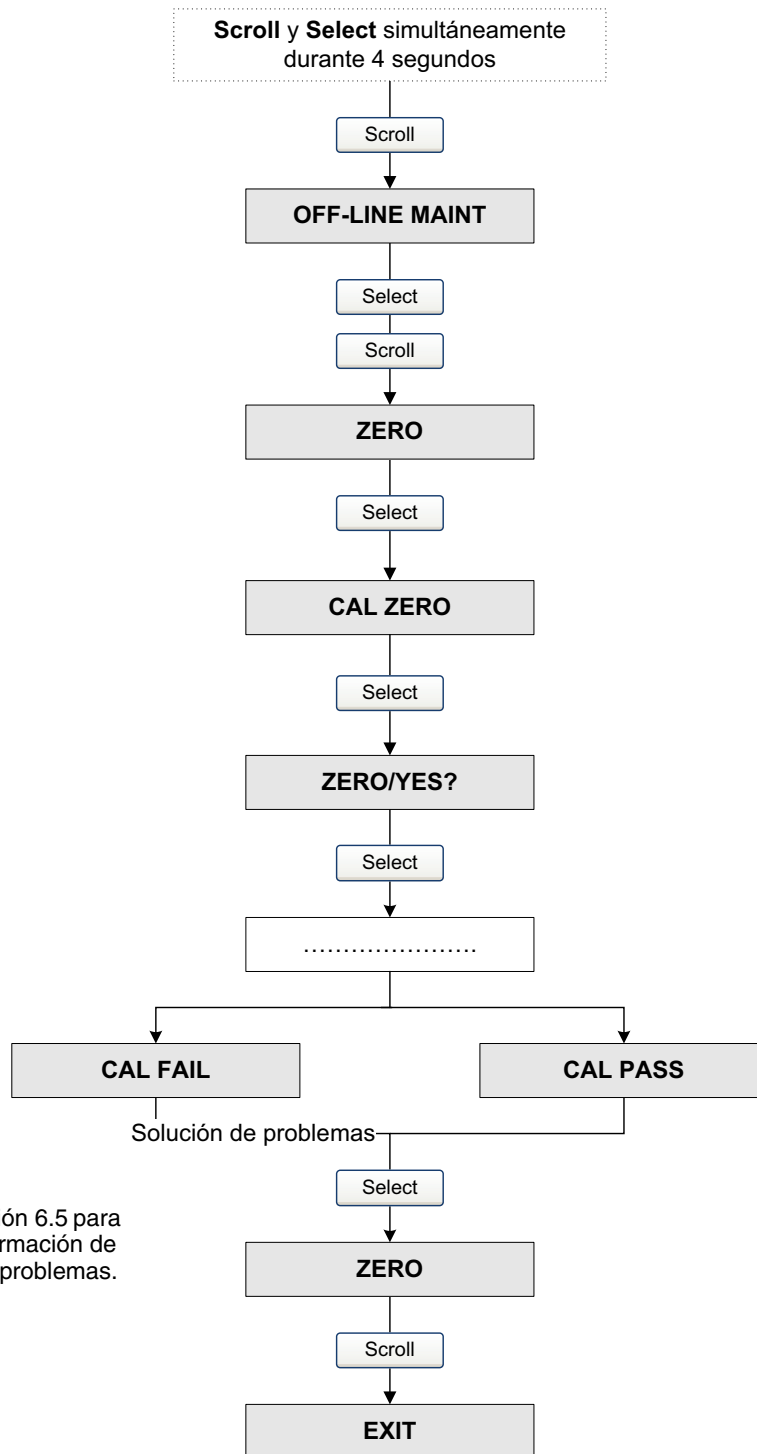 Scroll y Select simultáneamente
durante 4 segundos
Scroll
OFF-LINE MAINT
Select
Scroll
ZERO
Select
CAL ZERO
Select
ZERO/YES?
Select
………………….
CAL FAIL
CAL PASS
Solución de problemas
Select
ón 6.5 para
rmación de
problemas.
ZERO
Scroll
EXIT